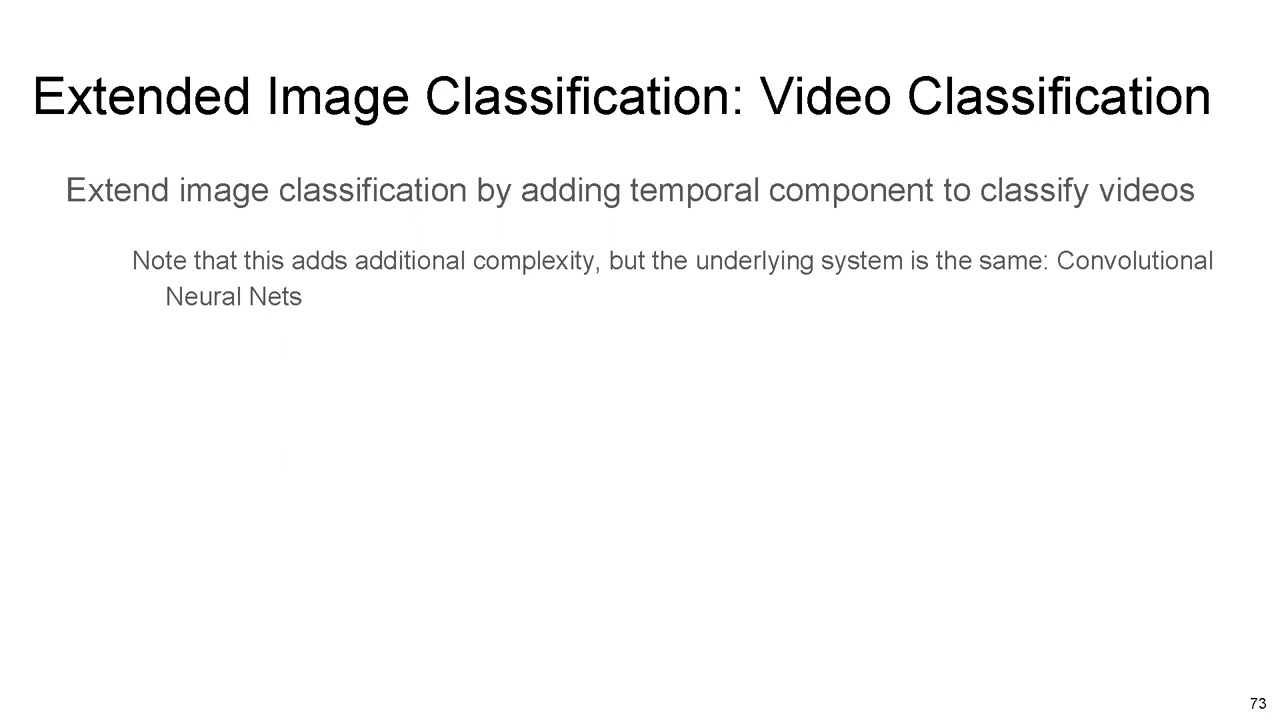 Extended Image Classification: Video Classification
Extend image classification by adding temporal component to classify videos
Note that this adds additional complexity, but the underlying system is the same: Convolutional
Neural Nets
73